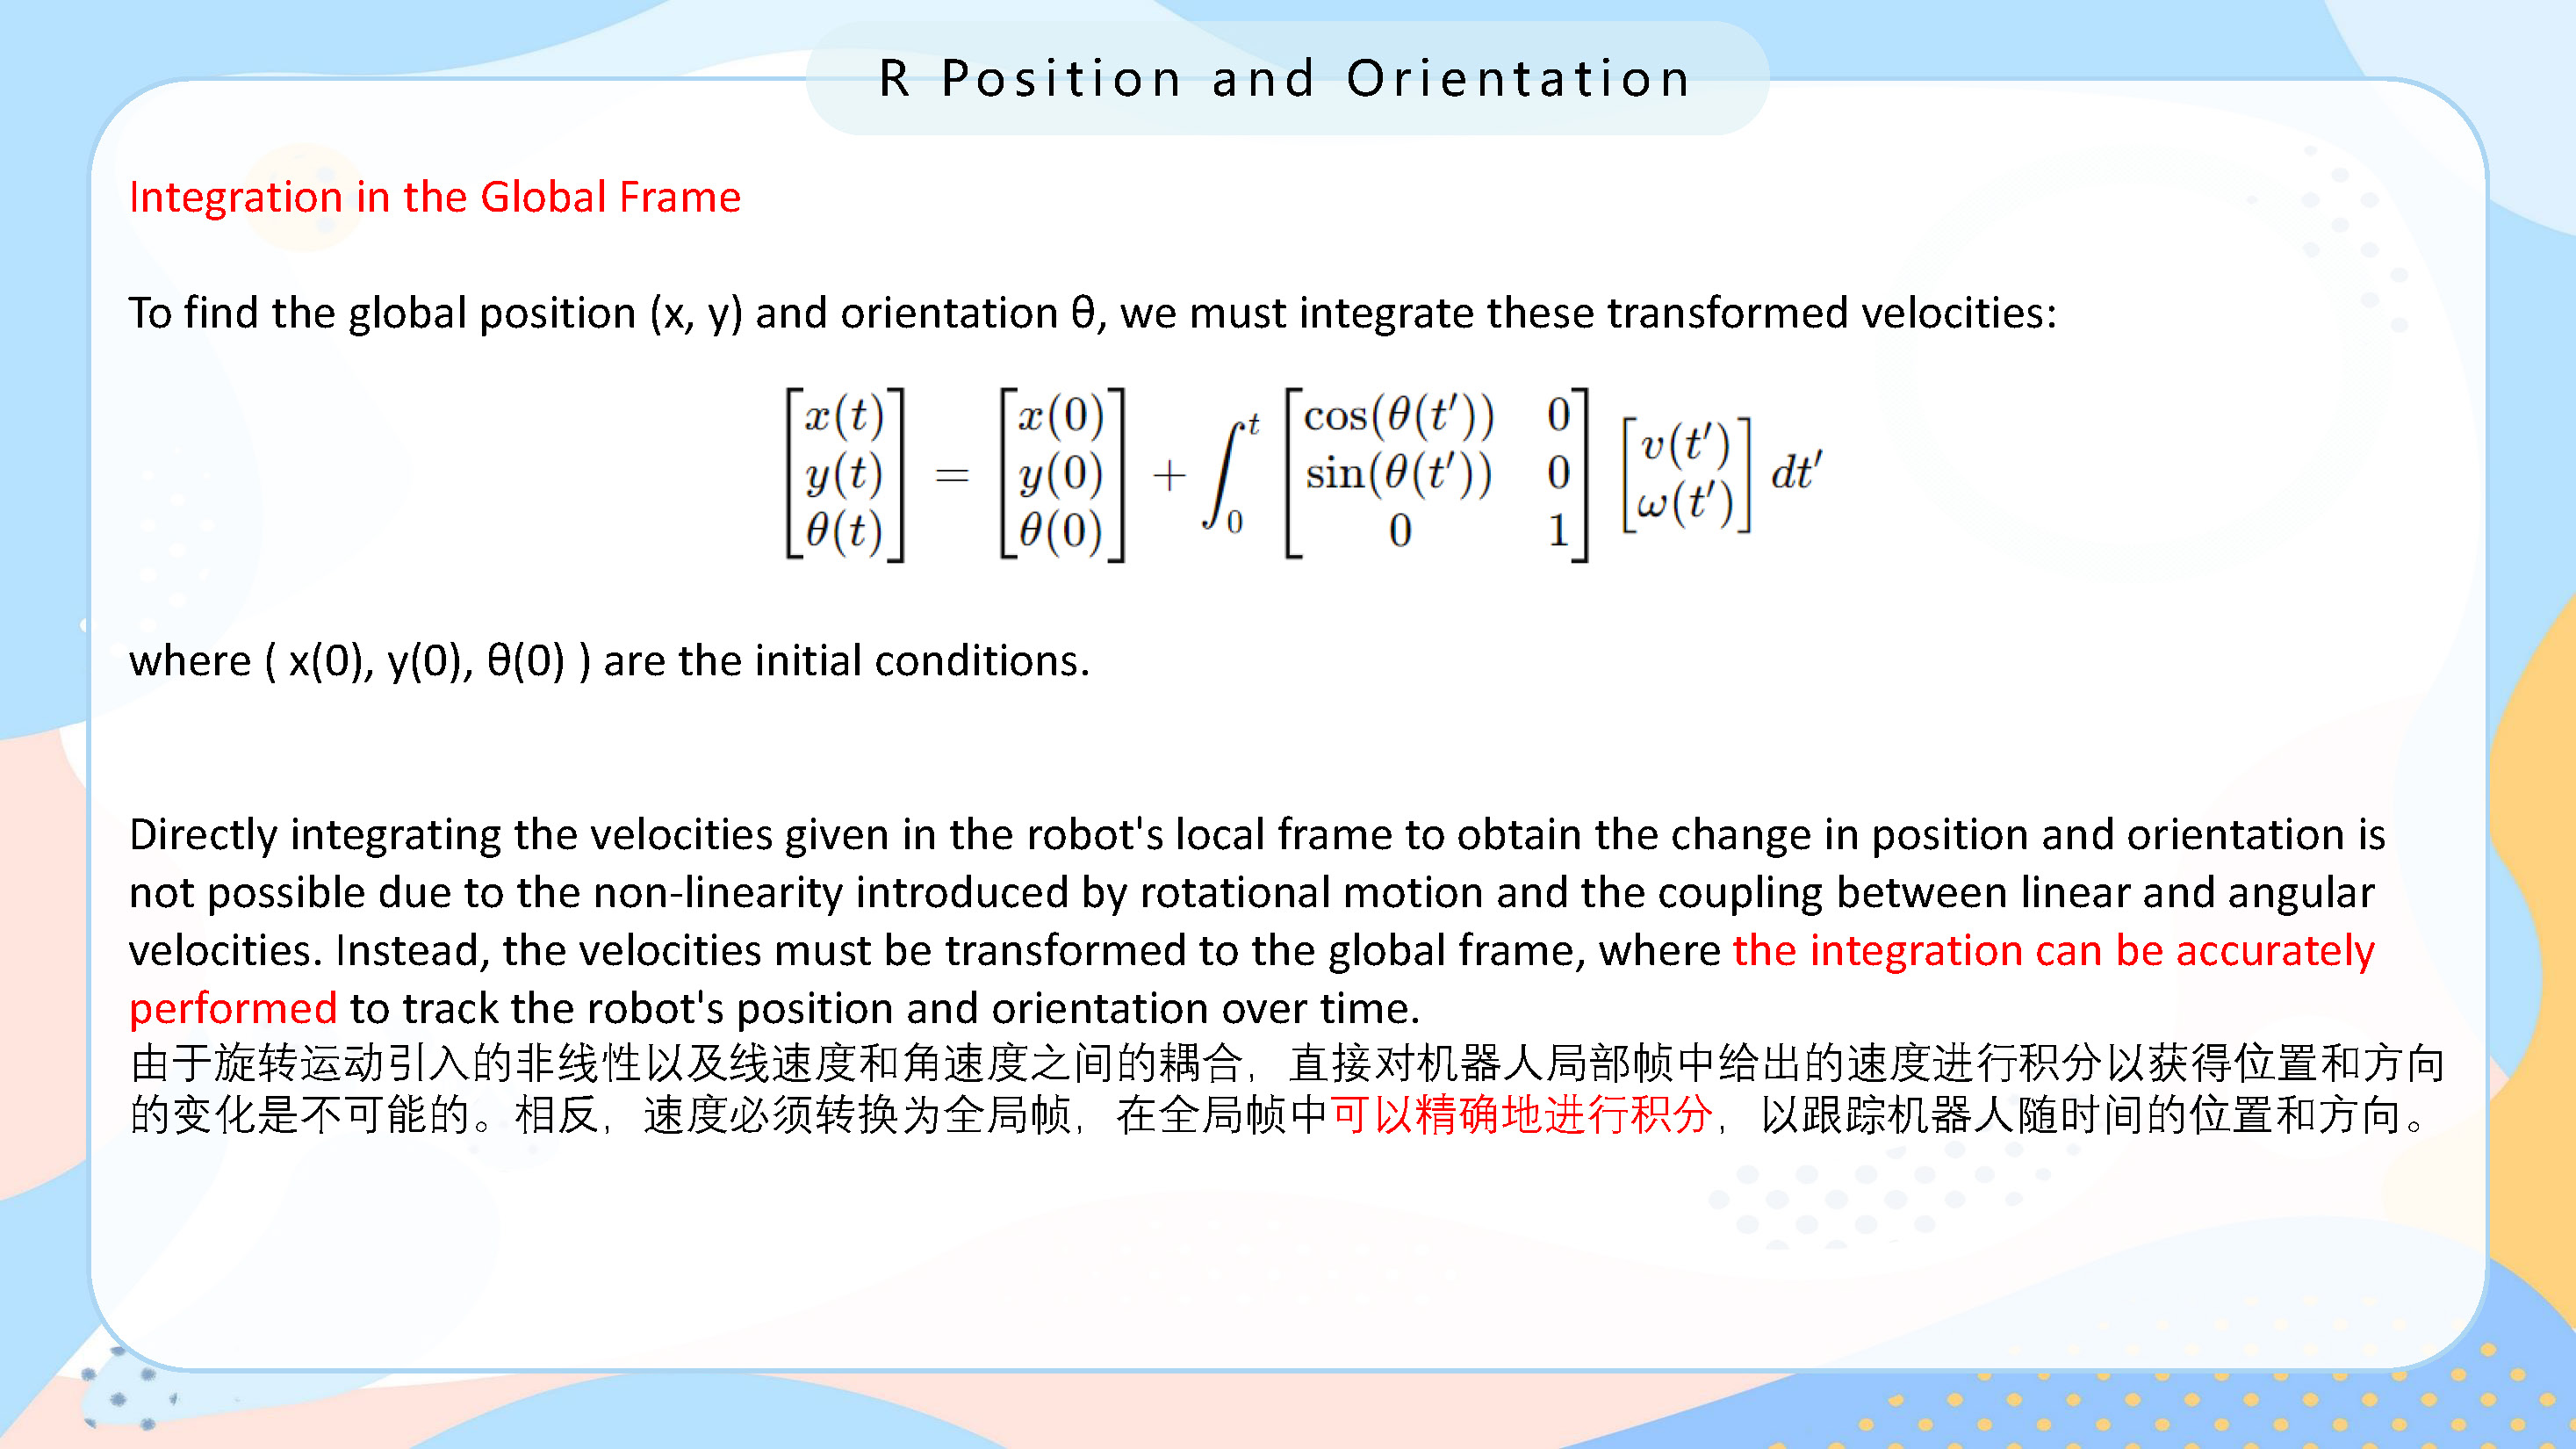 R Position and Orientation
Integration in the Global Frame
To find the global position (x, y) and orientation θ, we must integrate these transformed velocities:
\begin{bmatrix} x(t) \\ y(t) \\ θ(t) \end{bmatrix} = \begin{bmatrix} x(0) \\ y(0) \\ θ(0) \end{bmatrix} + \int_0^t \begin{bmatrix} \cos(θ(t')) & 0 \\ \sin(θ(t')) & 0 \\ 0 & 1 \end{bmatrix} \begin{bmatrix} v(t') \\ ω(t') \end{bmatrix} dt'
where ( x(0), y(0), θ(0) ) are the initial conditions.
Directly integrating the velocities given in the robot's local frame to obtain the change in position and orientation is
not possible due to the non-linearity introduced by rotational motion and the coupling between linear and angular
velocities. Instead, the velocities must be transformed to the global frame, where the integration can be accurately
performed to track the robot's position and orientation over time.
由于旋转运动引入的非线性以及线速度和角速度之间的耦合，直接对机器人局部帧中给出的速度进行积分以获得位置和方向
的变化是不可能的。相反，速度必须转换为全局帧，在全局帧中可以精确地进行积分，以跟踪机器人随时间的位置和方向。